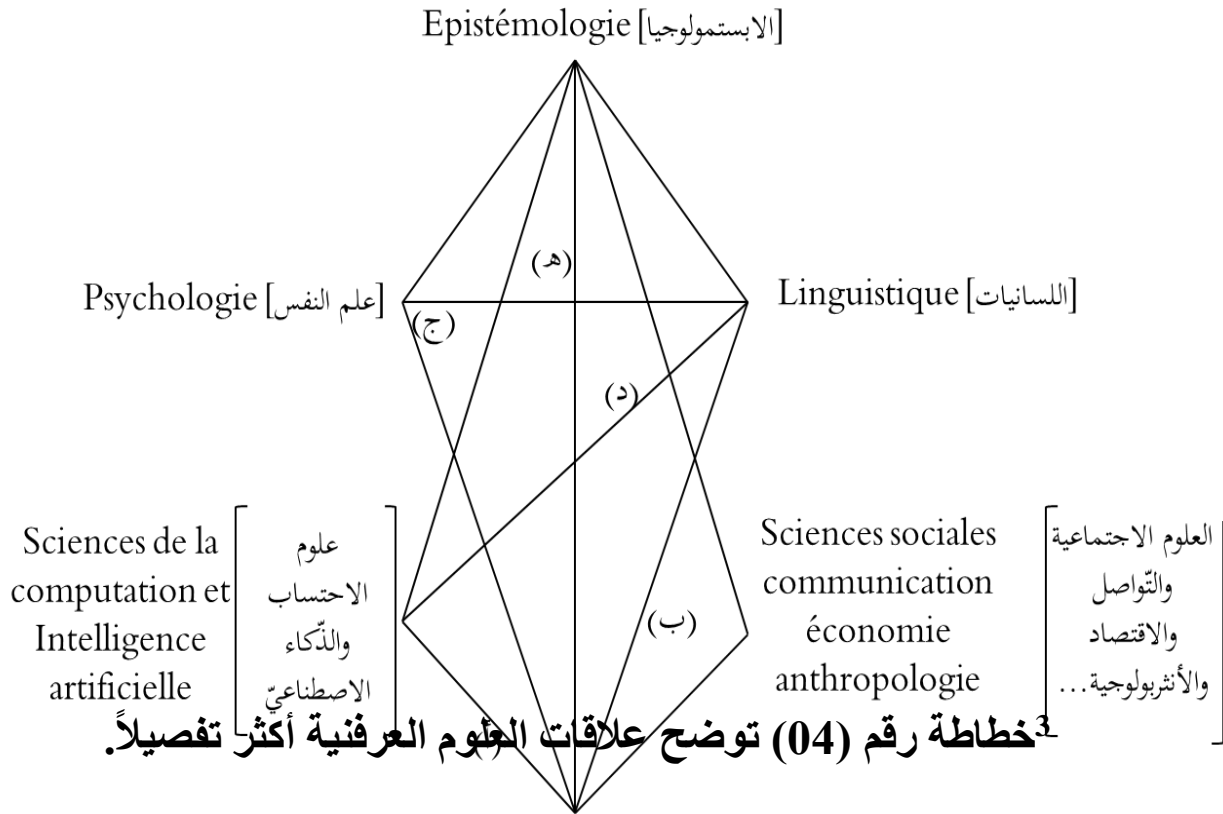 Epistémologie [الابستمولوجيا]
Psychologie [علم النفس]
Linguistique [اللسانيات]
(ه)
(ج)
(د)
(ب)
Sciences de la
computation et
Intelligence
artificielle
علوم
الاحتساب
والذّكاء
الاصطناعيّ
Sciences sociales
communication
économie
anthropologie
العلوم الاجتماعية
والتّواصل
والاقتصاد
والأنثربولوجية...
³خطاطة رقم (04) توضح علاقات العلوم العرفنية أكثر تفصيلاً.